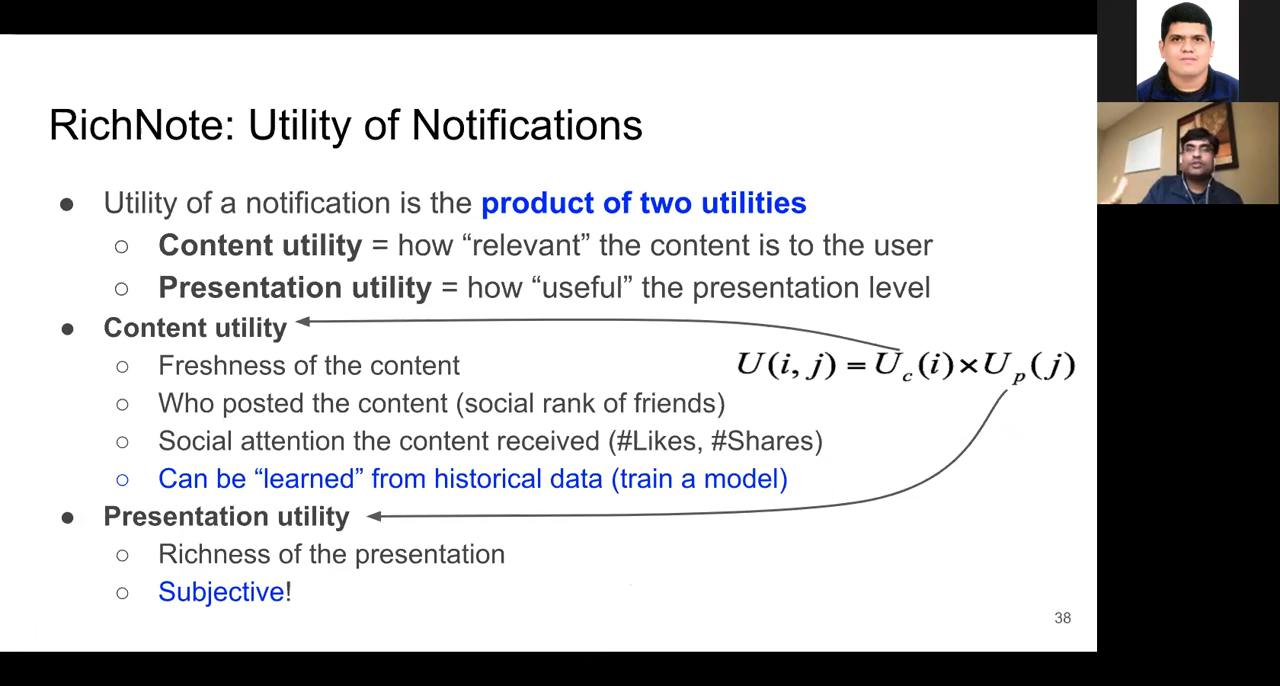 RichNote: Utility of Notifications
● Utility of a notification is the product of two utilities
○ Content utility = how “relevant” the content is to the user
○ Presentation utility = how “useful” the presentation level
● Content utility
○ Freshness of the content
U(i, j) = U_c(i)×U_p(j)
○ Who posted the content (social rank of friends)
○ Social attention the content received (#Likes, #Shares)
○ Can be “learned” from historical data (train a model)
● Presentation utility
○ Richness of the presentation
○ Subjective!
38